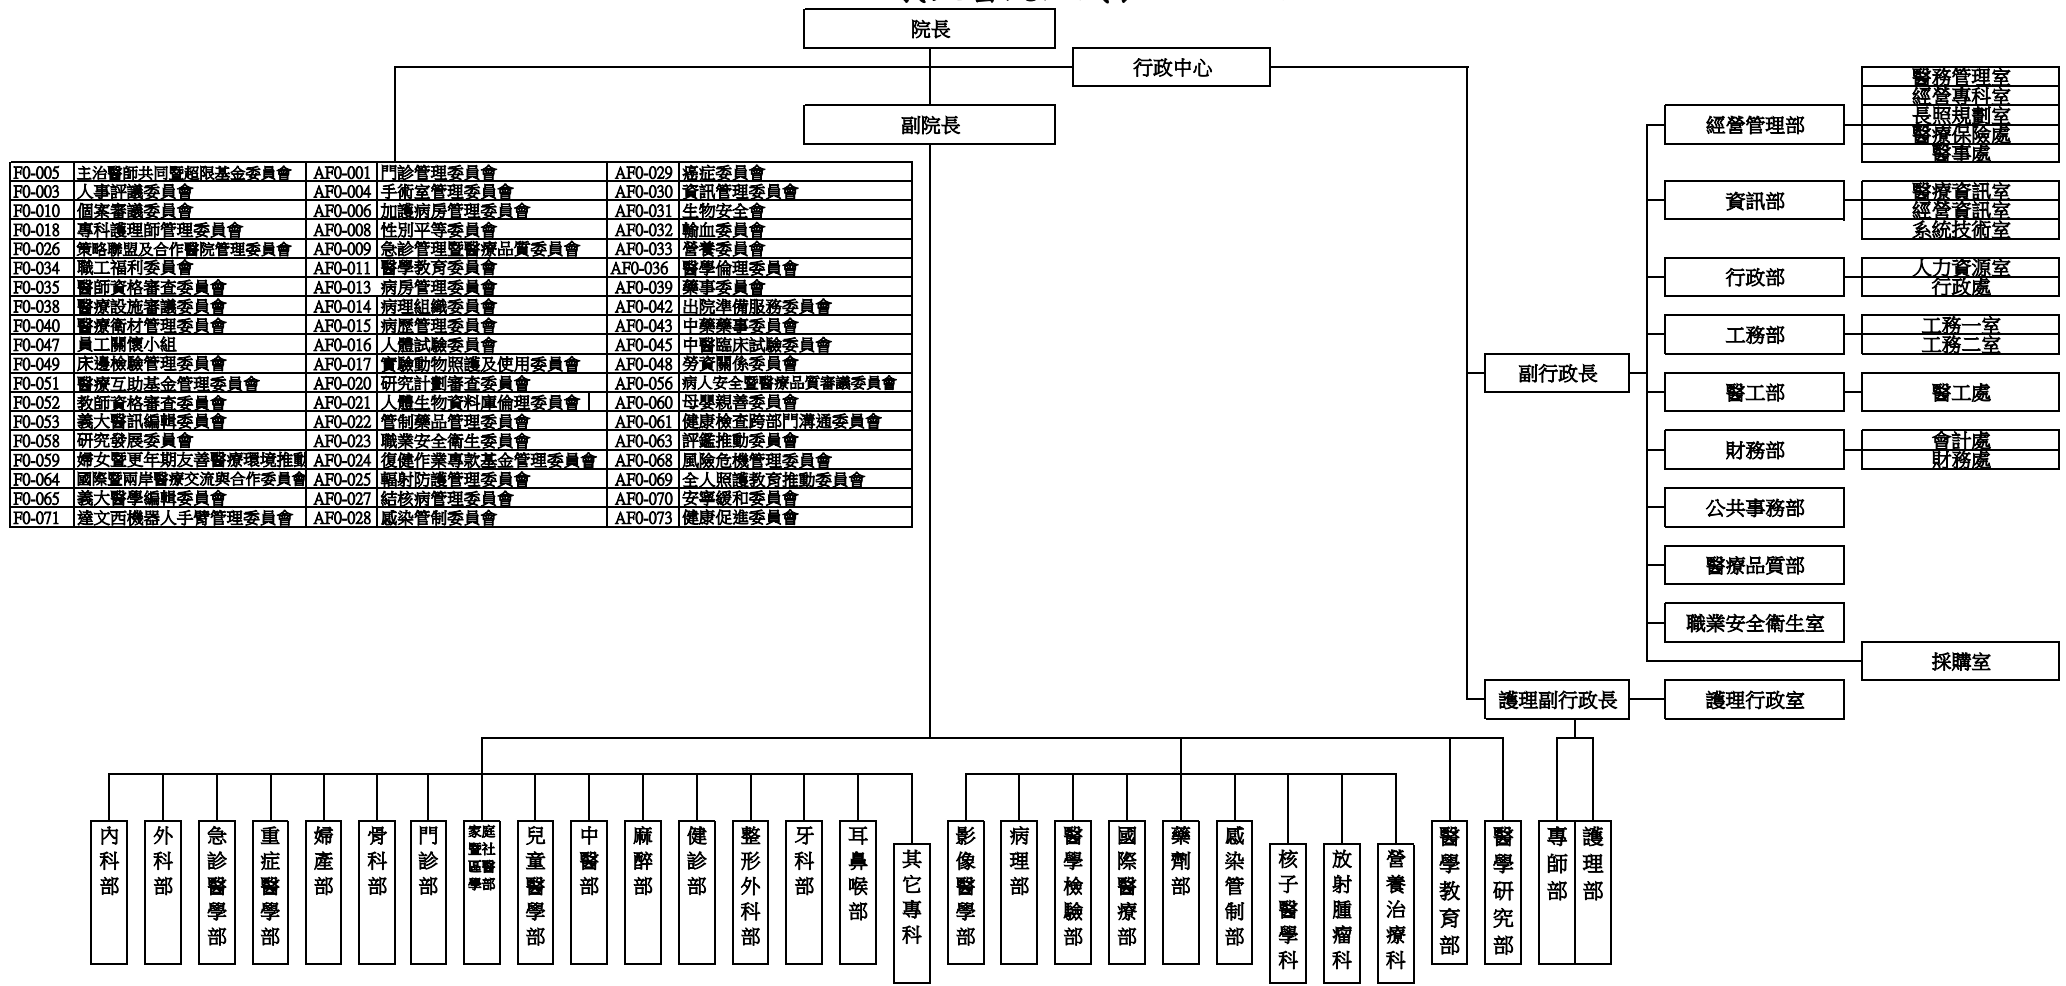 院長
行政中心
副院長
F0-005 主治醫師共同暨超限基金委員會 AF0-001 門診管理委員會 AF0-029 癌症委員會
F0-003 人事評議委員會 AF0-004 手術室管理委員會 AF0-030 資訊管理委員會
F0-010 個案審議委員會 AF0-006 加護病房管理委員會 AF0-031 生物安全會
F0-018 專科護理師管理委員會 AF0-008 性別平等委員會 AF0-032 輸血委員會
F0-026 策略聯盟及合作醫院管理委員會 AF0-009 急診管理暨醫療品質委員會 AF0-033 營養委員會
F0-034 職工福利委員會 AF0-011 醫學教育委員會 AF0-036 醫學倫理委員會
F0-035 醫師資格審查委員會 AF0-013 病房管理委員會 AF0-039 藥事委員會
F0-038 醫療設施審議委員會 AF0-014 病理組織委員會 AF0-042 出院準備服務委員會
F0-040 醫療衛材管理委員會 AF0-015 病歷管理委員會 AF0-043 中藥藥事委員會
F0-047 員工關懷小組 AF0-016 人體試驗委員會 AF0-045 中醫臨床試驗委員會
F0-049 床邊檢驗管理委員會 AF0-017 實驗動物照護及使用委員會 AF0-048 勞資關係委員會
F0-051 醫療互助基金管理委員會 AF0-020 研究計劃審查委員會 AF0-056 病人安全暨醫療品質審議委員會
F0-052 教師資格審查委員會 AF0-021 人體生物資料庫倫理委員會 AF0-060 母嬰親善委員會
F0-053 義大醫訊編輯委員會 AF0-022 管制藥品管理委員會 AF0-061 健康檢查跨部門溝通委員會
F0-058 研究發展委員會 AF0-023 職業安全衛生委員會 AF0-063 評鑑推動委員會
F0-059 婦女暨更年期友善醫療環境推動 AF0-024 復健作業專款基金管理委員會 AF0-068 風險危機管理委員會
F0-064 國際暨兩岸醫療交流與合作委員會 AF0-025 輻射防護管理委員會 AF0-069 全人照護教育推動委員會
F0-065 義大醫學編輯委員會 AF0-027 結核病管理委員會 AF0-070 安寧緩和委員會
F0-071 達文西機器人手臂管理委員會 AF0-028 感染管制委員會 AF0-073 健康促進委員會
副行政長
經營管理部
醫務管理室
經營專科室
長照規劃室
醫療保險處
醫事處
資訊部
醫療資訊室
經營資訊室
系統技術室
行政部
人力資源室
行政處
工務部
工務一室
工務二室
醫工部
醫工處
財務部
會計處
財務處
公共事務部
醫療品質部
職業安全衛生室
採購室
護理副行政長
護理行政室
內科部
外科部
急診醫學部
重症醫學部
婦產部
骨科部
門診部
家庭暨社區醫學部
兒童醫學部
中醫部
麻醉部
健診部
整形外科部
牙科部
耳鼻喉部
其它專科
影像醫學部
病理部
醫學檢驗部
國際醫療部
藥劑部
感染管制部
核子醫學科
放射腫瘤科
營養治療科
醫學教育部
醫學研究部
專師部
護理部